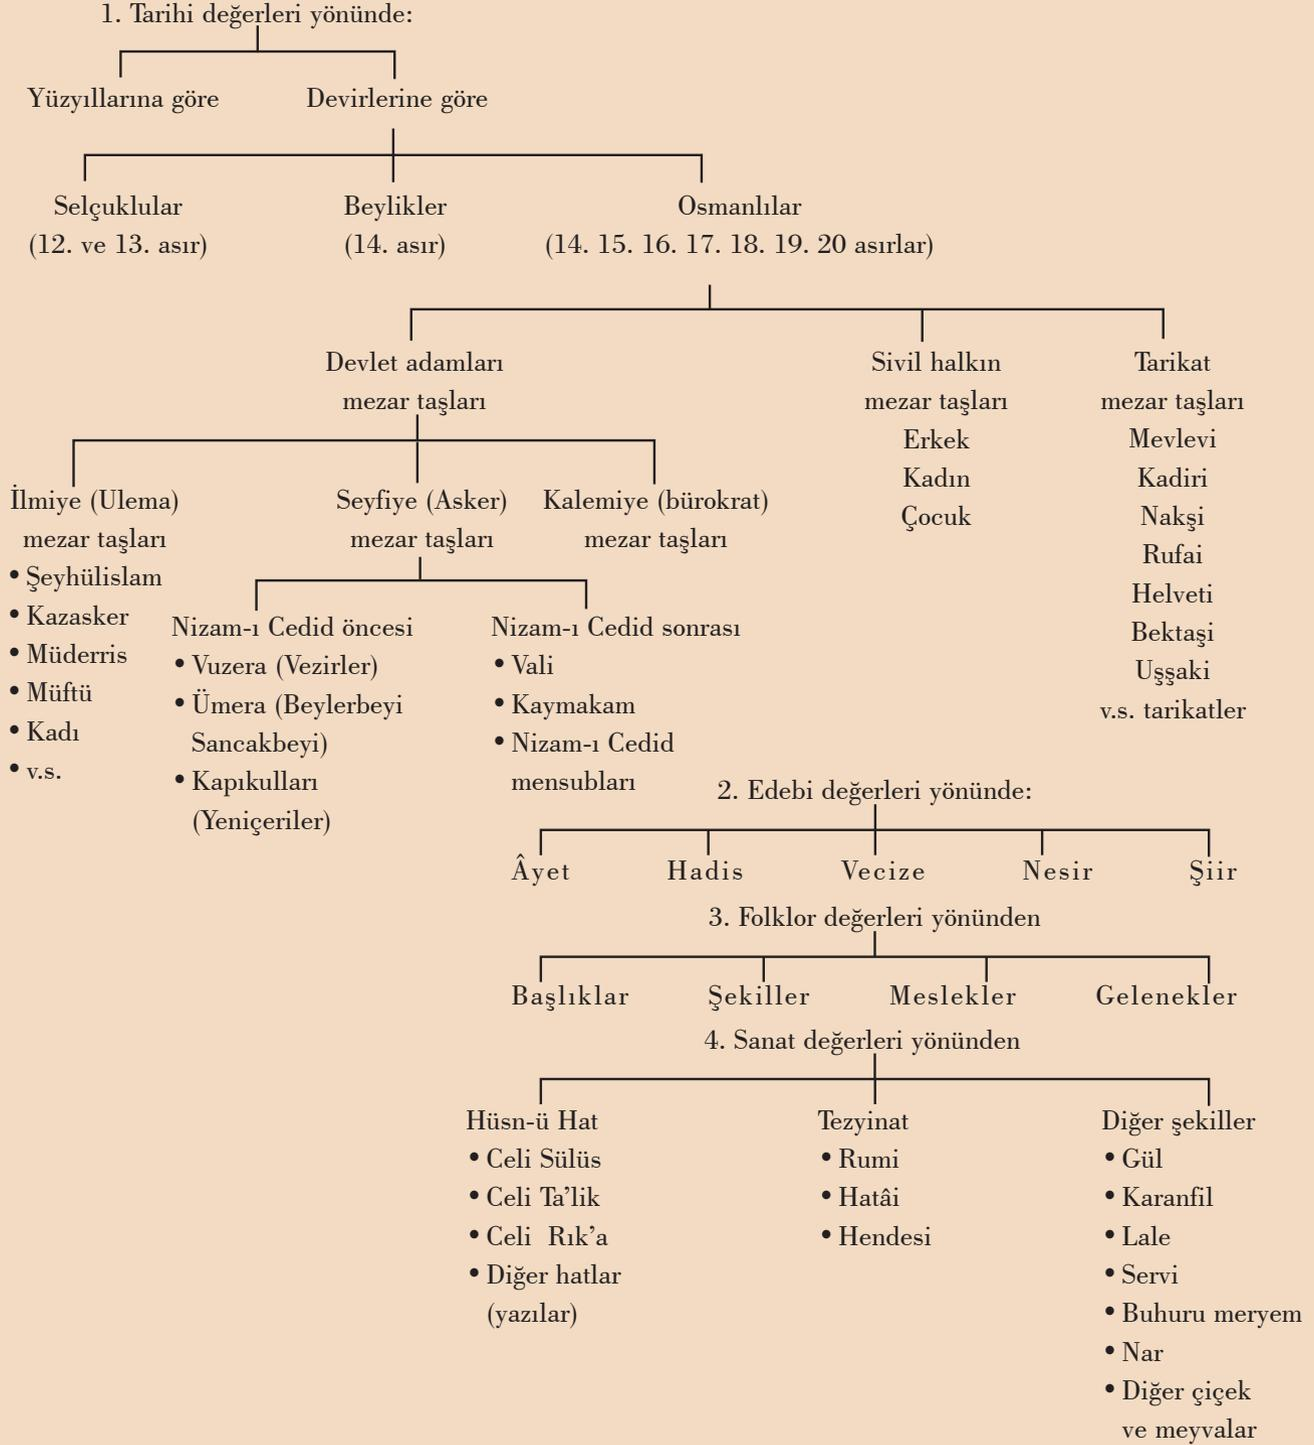 1. Tarihi değerleri yönünde:
Yüzyıllarına göre
Devirlerine göre
Selçuklular
(12. ve 13. asır)
Beylikler
(14. asır)
Osmanlılar
(14. 15. 16. 17. 18. 19. 20 asırlar)
Devlet adamları
mezar taşları
İlmiye (Ulema)
mezar taşları
• Şeyhülislam
• Kazasker
• Müderris
• Müftü
• Kadı
• v.s.
Seyfiye (Asker)
mezar taşları
Nizam-ı Cedid öncesi
• Vuzera (Vezirler)
• Ümera (Beylerbeyi
Sancakbeyi)
• Kapıkulları
(Yeniçeriler)
Nizam-ı Cedid sonrası
• Vali
• Kaymakam
• Nizam-ı Cedid
mensubları
Kalemiye (bürokrat)
mezar taşları
Sivil halkın
mezar taşları
Erkek
Kadın
Çocuk
Tarikat
mezar taşları
Mevlevi
Kadiri
Nakşi
Rufai
Helveti
Bektaşi
Uşşaki
v.s. tarikatler
2. Edebi değerleri yönünde:
Âyet
Hadis
Vecize
Nesir
Şiir
3. Folklor değerleri yönünden
Başlıklar
Şekiller
Meslekler
Gelenekler
4. Sanat değerleri yönünden
Hüsn-ü Hat
• Celi Sülüs
• Celi Ta’lik
• Celi Rık’a
• Diğer hatlar
(yazılar)
Tezyinat
• Rumi
• Hatâi
• Hendesi
Diğer şekiller
• Gül
• Karanfil
• Lale
• Servi
• Buhuru meryem
• Nar
• Diğer çiçek
ve meyvalar